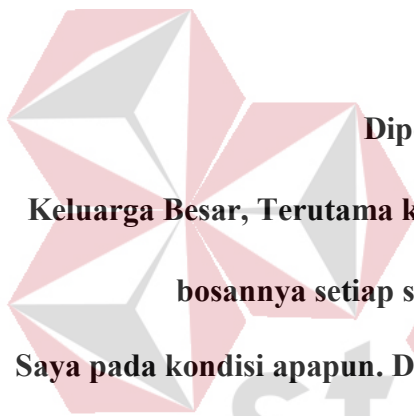 Dip
Keluarga Besar, Terutama k
bosannya setiap s
Saya pada kondisi apapun. D